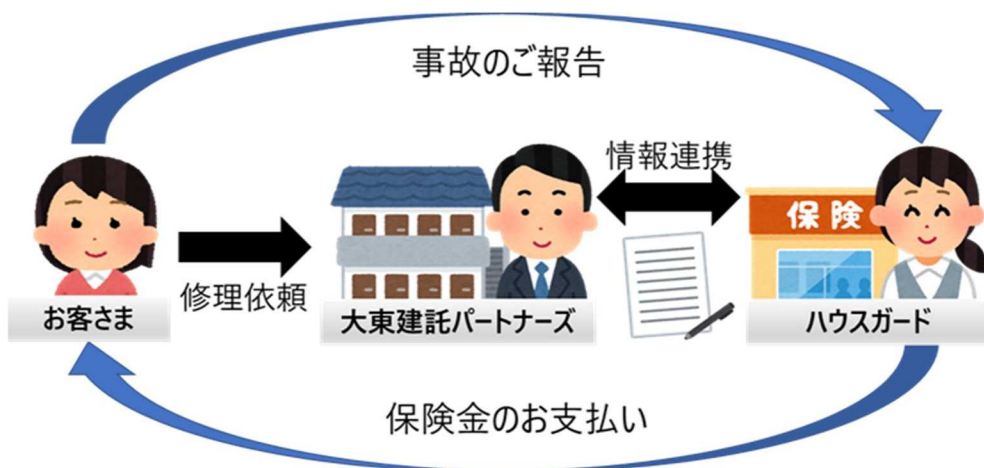 事故のご報告
情報連携
保険
修理依頼
お客さま
大東建託パートナーズ
ハウスガード
保険金のお支払い